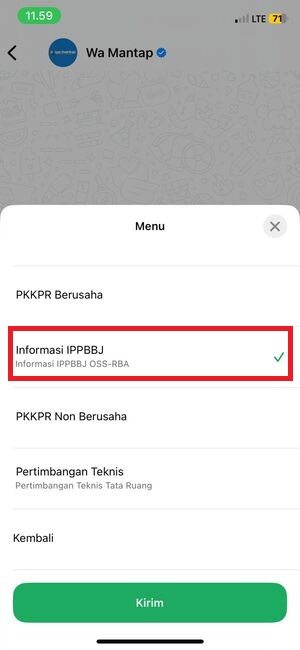 11.59
LTE 71
Wa Mantap
Menu
PKKPR Berusaha
Informasi IPPBBJ
Informasi IPPBBJ OSS-RBA
PKKPR Non Berusaha
Pertimbangan Teknis
Pertimbangan Teknis Tata Ruang
Kembali
Kirim